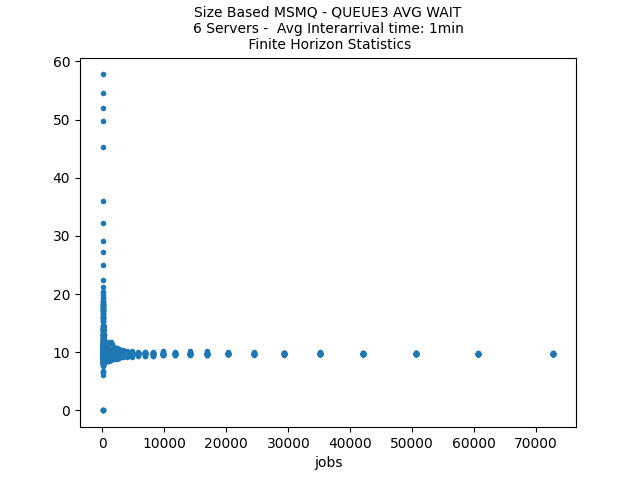 Size Based MSMQ - QUEUE3 AVG WAIT
6 Servers -  Avg Interarrival time: 1min
Finite Horizon Statistics
60
50
40
30
20
10
0
0 10000 20000 30000 40000 50000 60000 70000
jobs